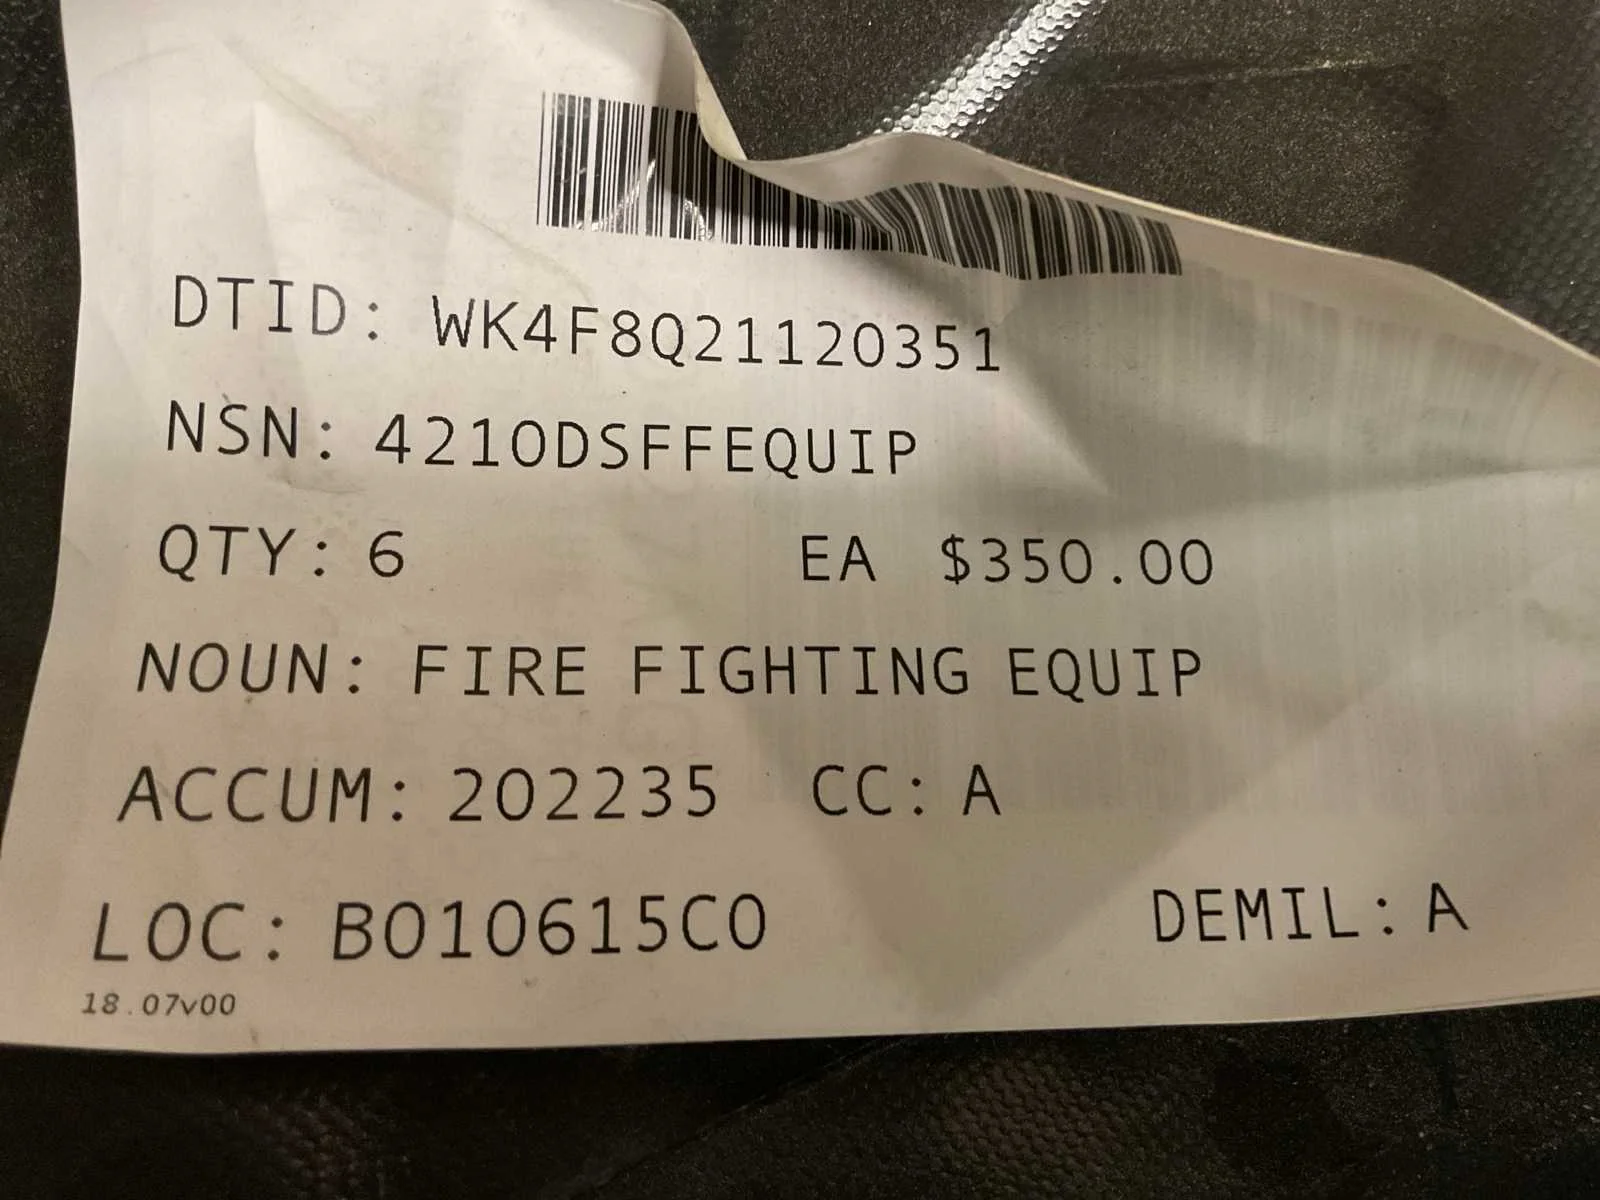 DTID: WK4F8Q21120351
NSN: 4210DSFFEQUIP
QTY: 6 EA $350.00
NOUN: FIRE FIGHTING EQUIP
ACCUM: 202235 CC: A
LOC: B010615C0 DEMIL: A
18.07v00